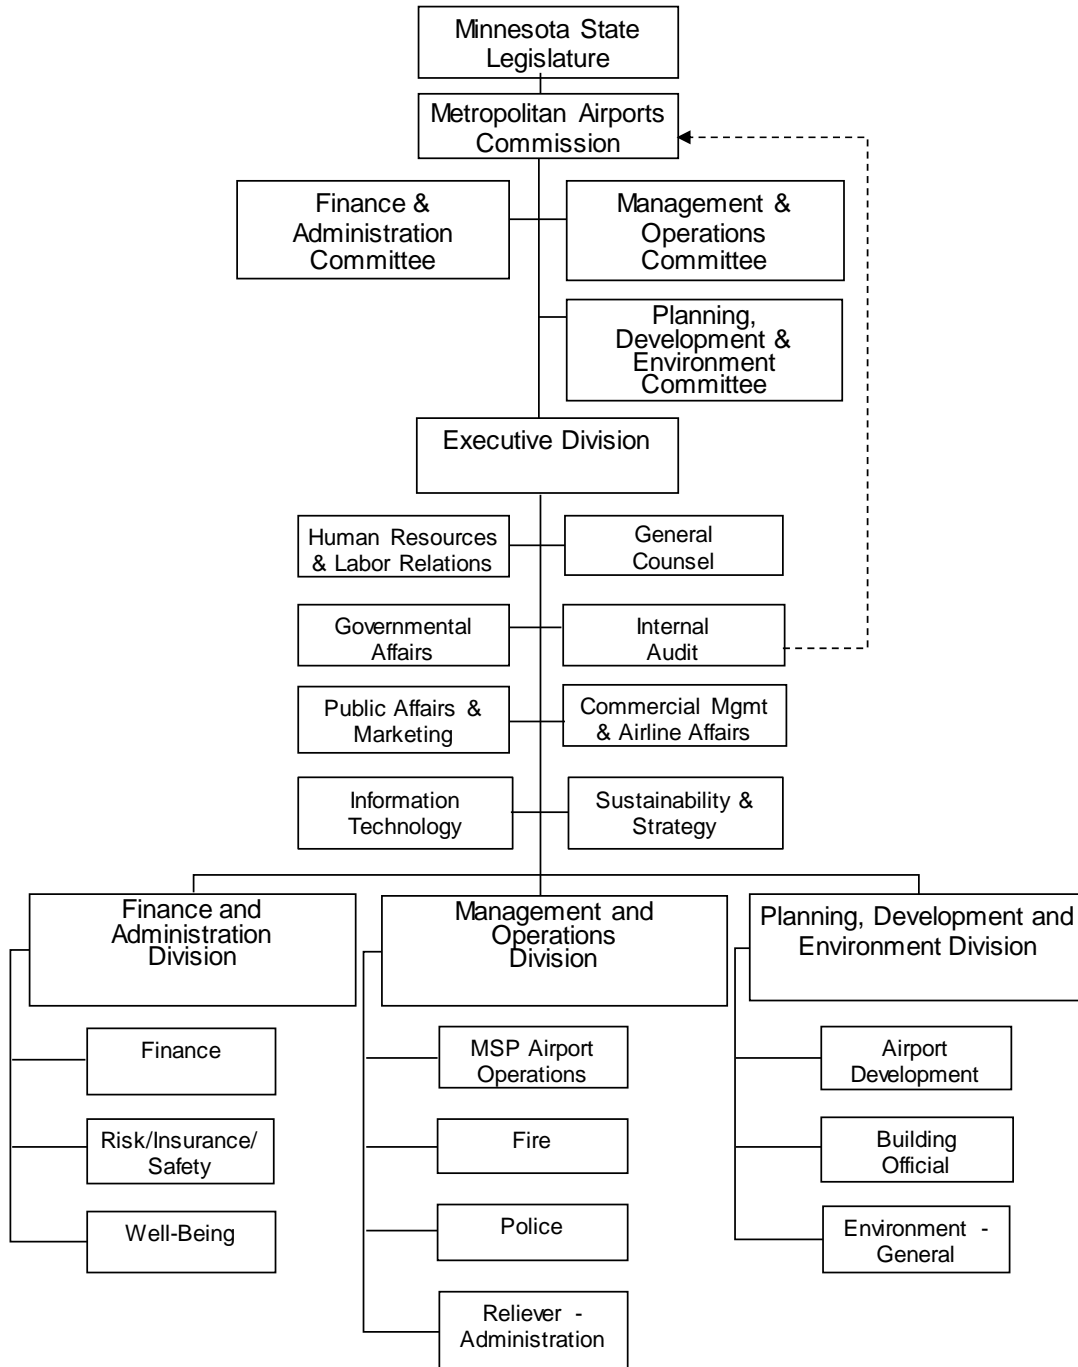 Minnesota State
Legislature
Metropolitan Airports
Commission
Finance &
Administration
Committee
Management &
Operations
Committee
Planning,
Development &
Environment
Committee
Executive Division
Human Resources
& Labor Relations
General
Counsel
Governmental
Affairs
Internal
Audit
Public Affairs &
Marketing
Commercial Mgmt
& Airline Affairs
Information
Technology
Sustainability &
Strategy
Finance and
Administration
Division
Management and
Operations
Division
Planning, Development and
Environment Division
Finance
MSP Airport
Operations
Airport
Development
Risk/Insurance/
Safety
Fire
Building
Official
Well-Being
Police
Environment -
General
Reliever -
Administration